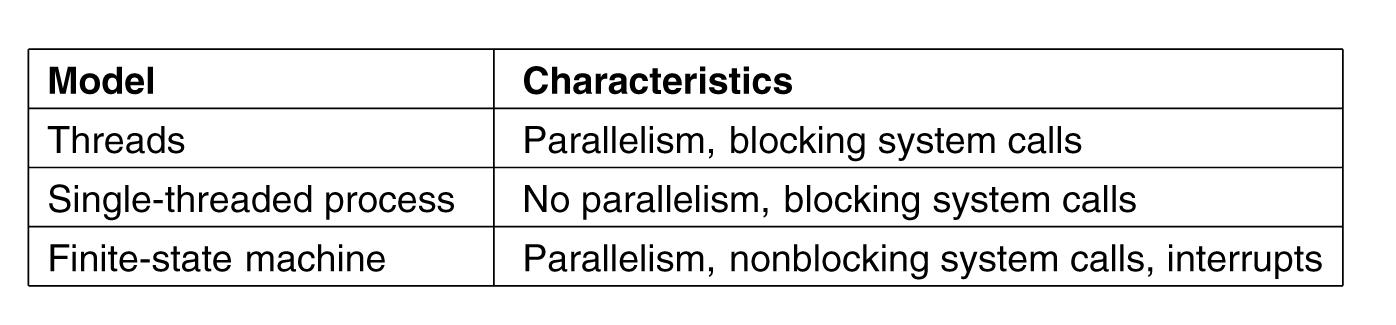 Model Characteristics
Threads Parallelism, blocking system calls
Single-threaded process No parallelism, blocking system calls
Finite-state machine Parallelism, nonblocking system calls, interrupts